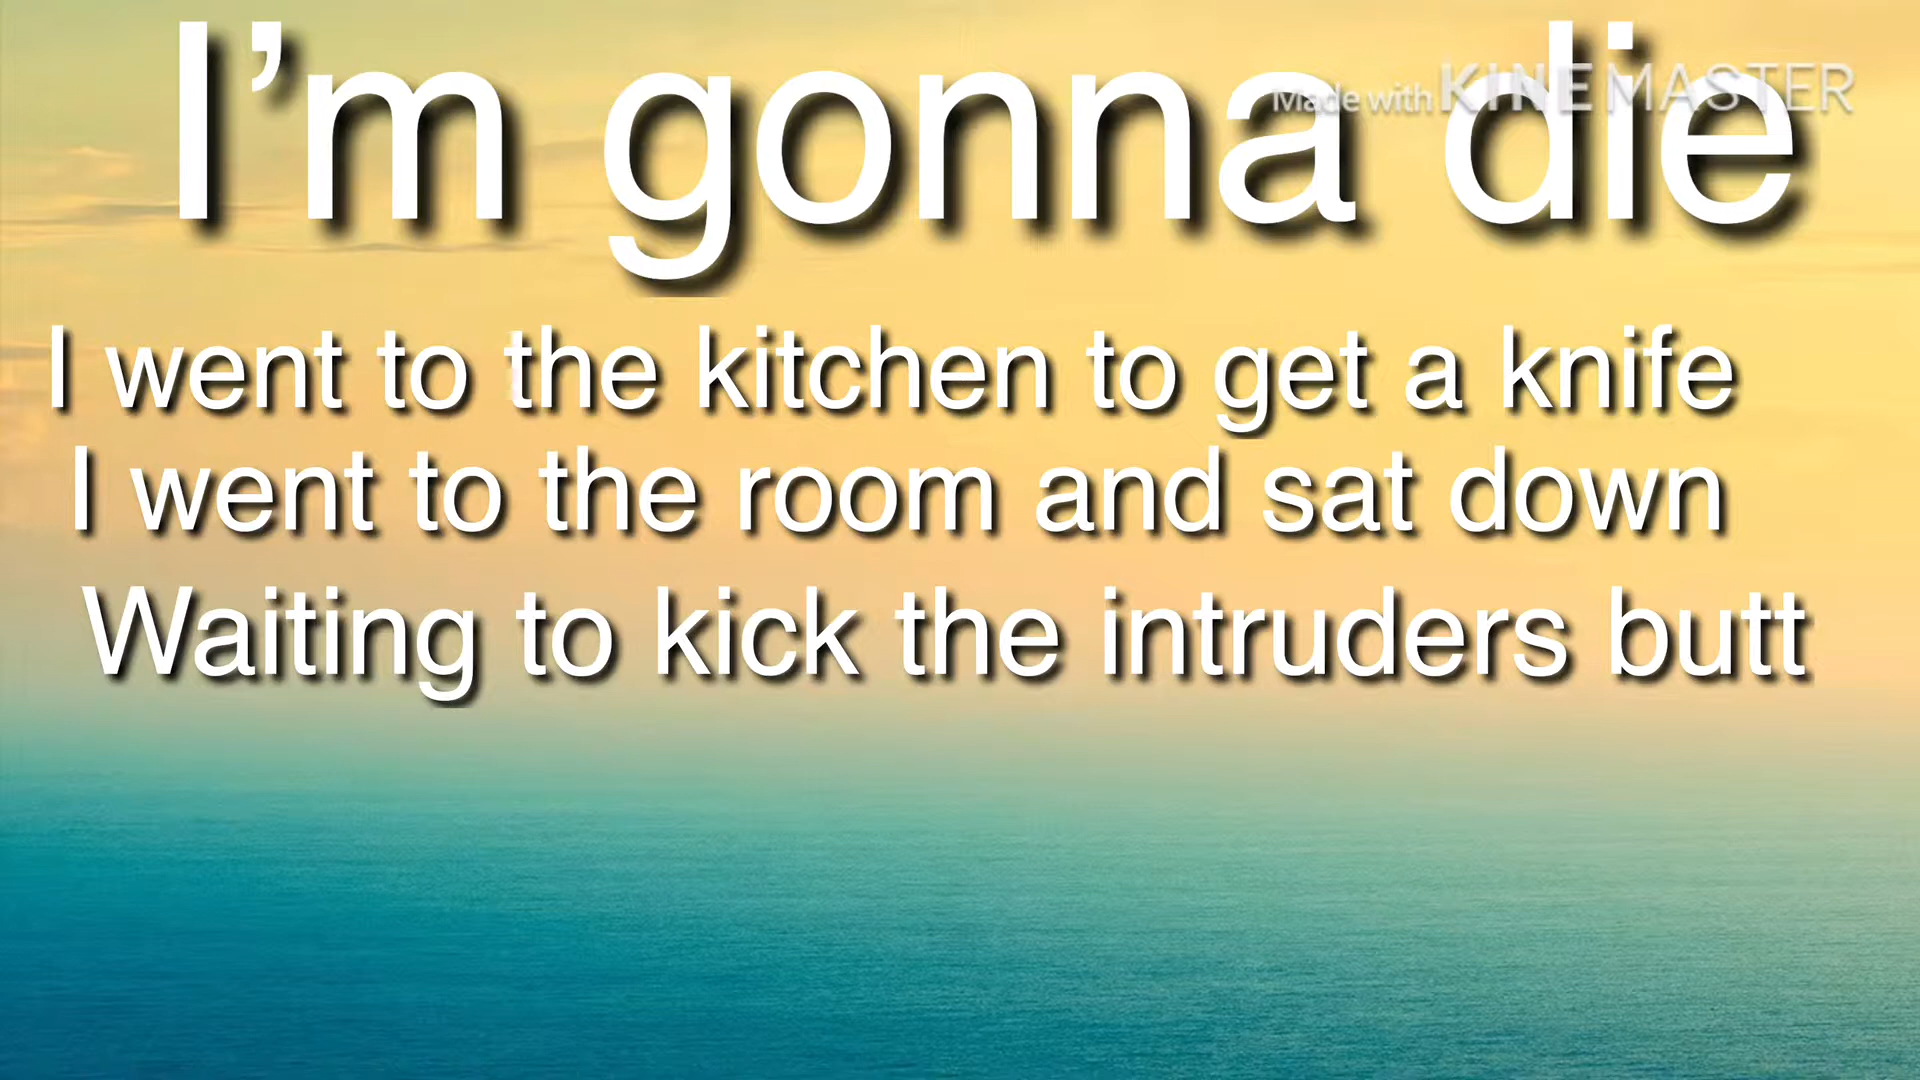 I'm gonna die
Made with KINEMASTER
I went to the kitchen to get a knife
I went to the room and sat down
Waiting to kick the intruders butt